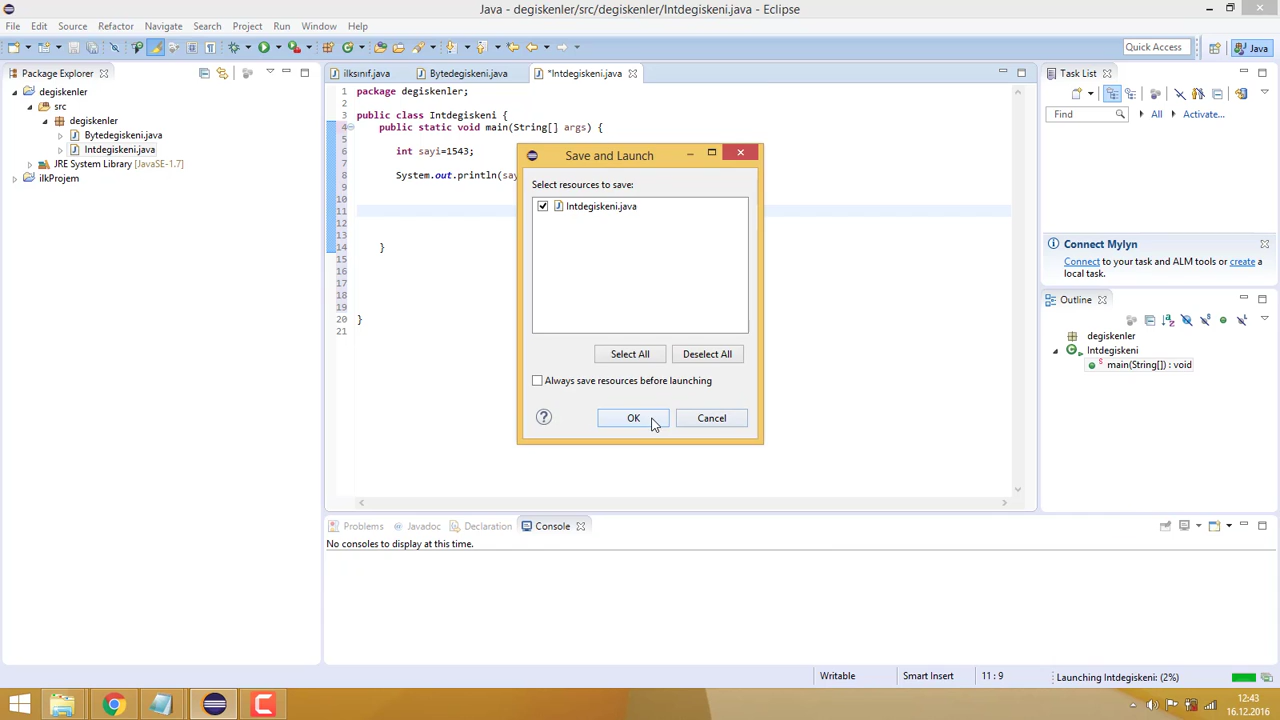 Java - degiskenler/src/degiskenler/Intdegiskeni.java - Eclipse
File Edit Source Refactor Navigate Search Project Run Window Help
Quick Access
Java
Package Explorer
degiskenler
src
degiskenler
Bytedegiskeni.java
Intdegiskeni.java
JRE System Library [JavaSE-1.7]
ilkProjem
ilksınıf.java
Bytedegiskeni.java
*Intdegiskeni.java
1 package degiskenler;
2
3 public class Intdegiskeni {
4 public static void main(String[] args) {
5
6 int sayi=1543;
7
8 System.out.println(say
9
10
11
12
13
14 }
15
16
17
18
19
20 }
21
Save and Launch
Select resources to save:
Intdegiskeni.java
Select All Deselect All
Always save resources before launching
OK Cancel
Task List
Find All Activate...
Connect Mylyn
Connect to your task and ALM tools or create a
local task.
Outline
degiskenler
Intdegiskeni
main(String[]) : void
Problems Javadoc Declaration Console
No consoles to display at this time.
Writable Smart Insert 11 : 9 Launching Intdegiskeni: (2%)
12:43
16.12.2016